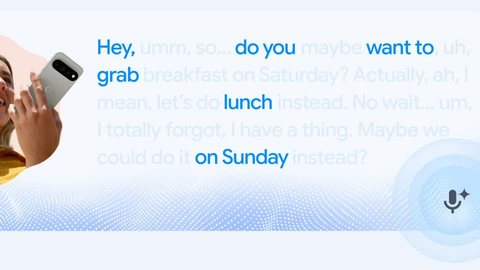 Hey, umm, so... do you maybe want to, uh,
grab breakfast on Saturday? Actually, ah, I
mean, let's do lunch instead. No wait... um,
I totally forgot, I have a thing. Maybe we
could do it on Sunday instead?